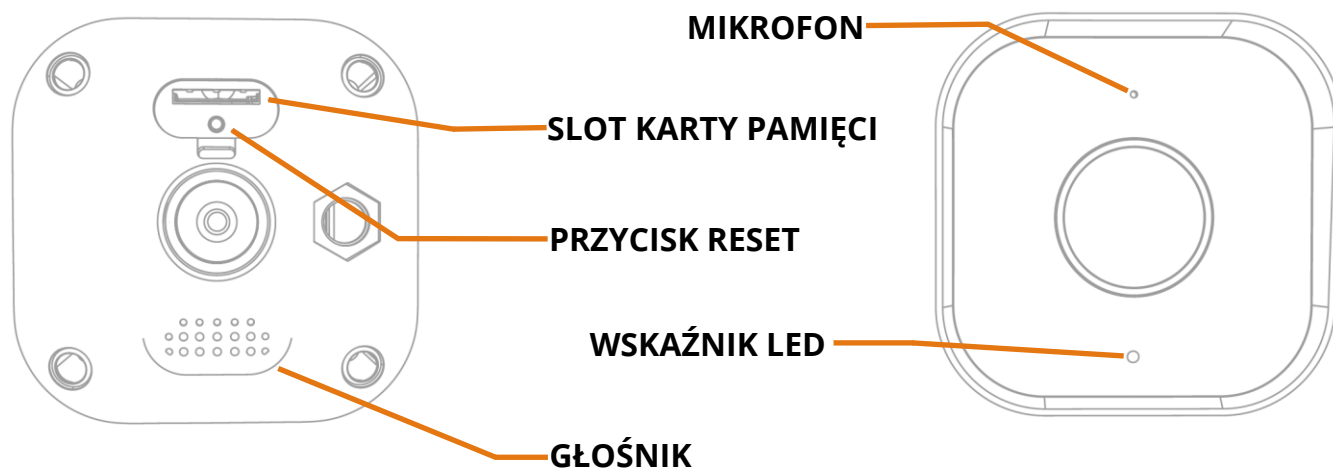 MIKROFON
SLOT KARTY PAMIĘCI
PRZYCISK RESET
WSKAŹNIK LED
GŁOŚNIK